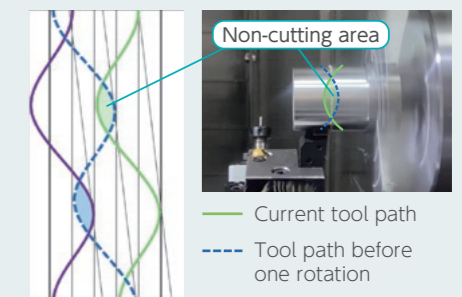 Non-cutting area
Current tool path
Tool path before
one rotation